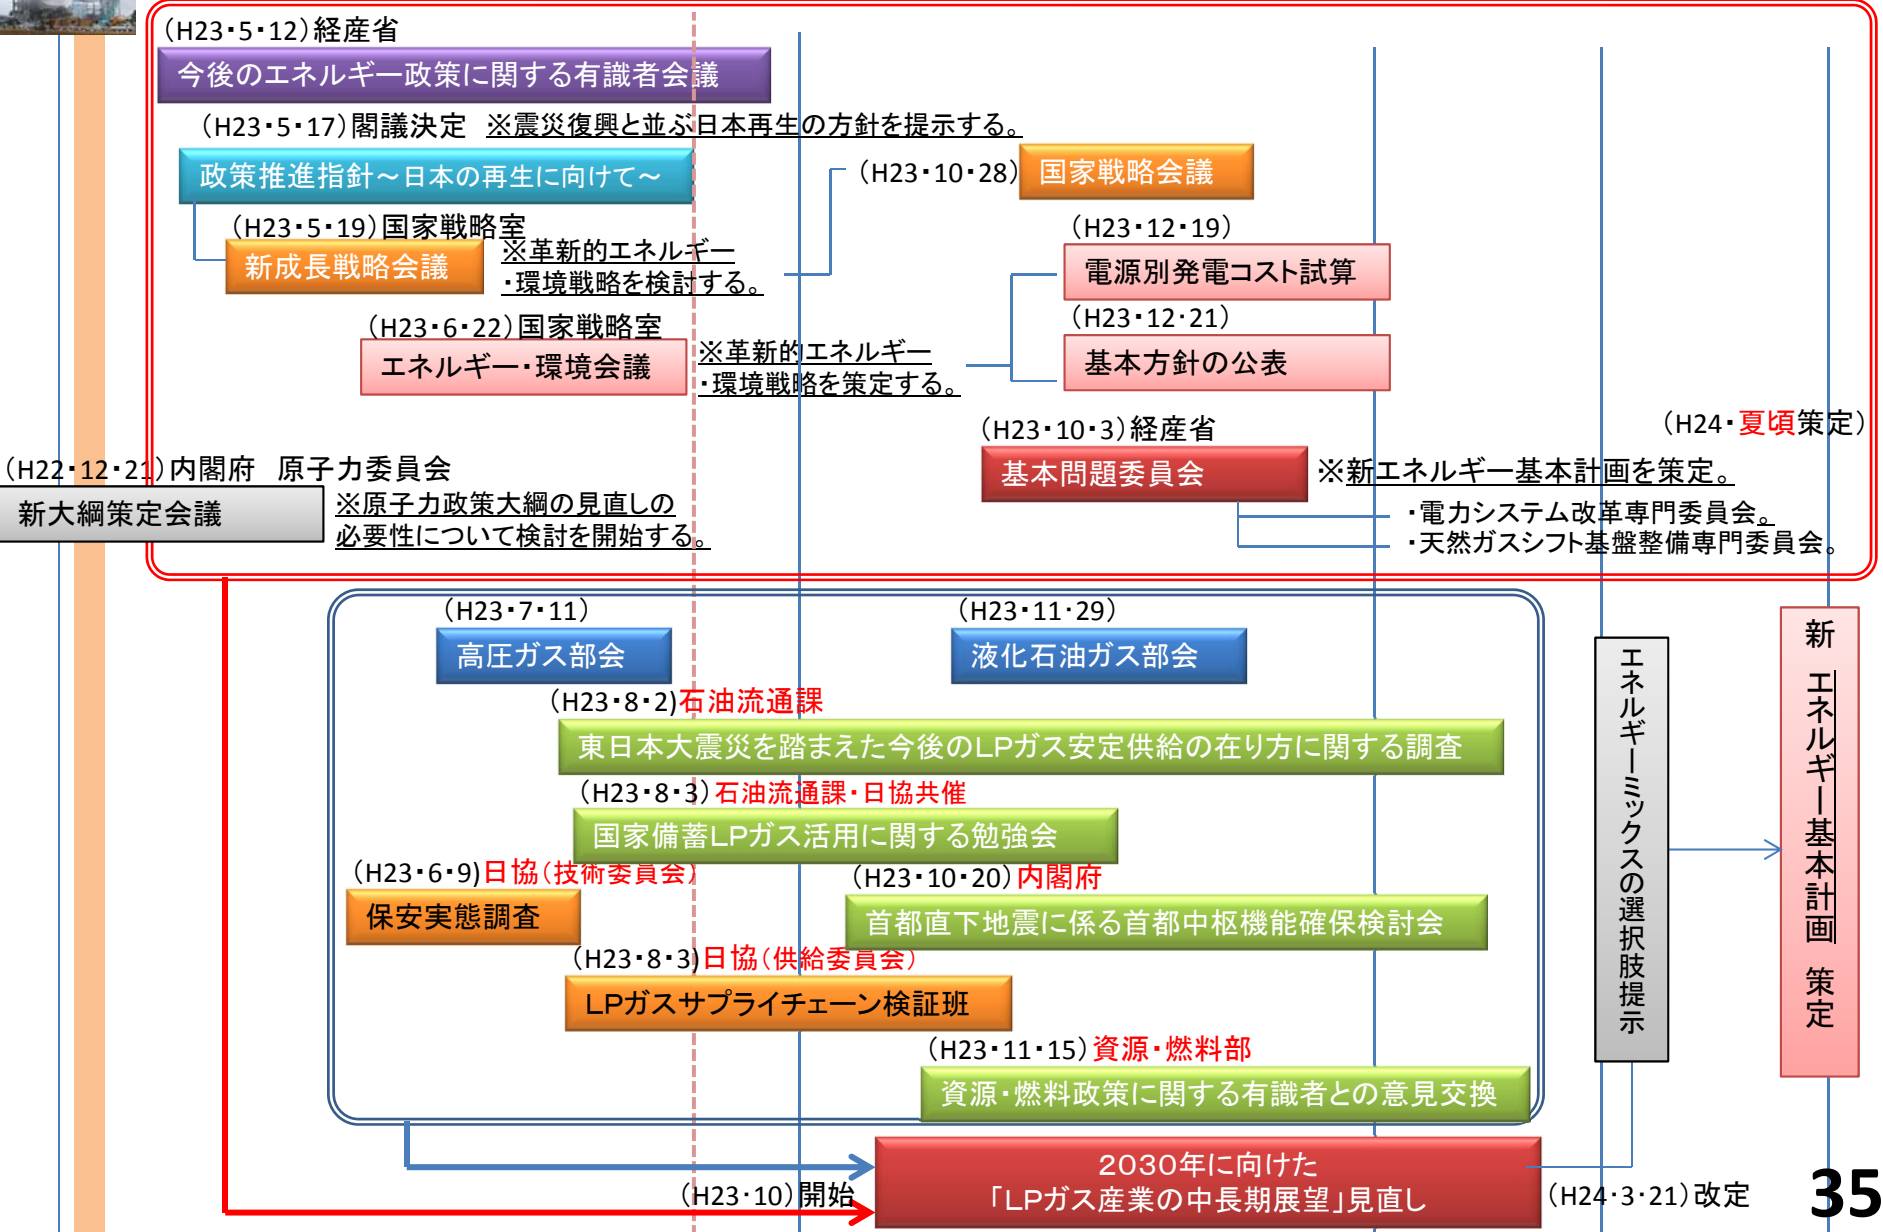 (H23・5・12)経産省
今後のエネルギー政策に関する有識者会議
(H23・5・17)閣議決定 ※震災復興と並ぶ日本再生の方針を提示する。
政策推進指針～日本の再生に向けて～
(H23・10・28)
国家戦略会議
(H23・5・19)国家戦略室
新成長戦略会議
※革新的エネルギー
・環境戦略を検討する。
(H23・12・19)
電源別発電コスト試算
(H23・6・22)国家戦略室
エネルギー・環境会議
※革新的エネルギー
・環境戦略を策定する。
(H23・12・21)
基本方針の公表
(H23・10・3)経産省
基本問題委員会
※新エネルギー基本計画を策定。
・電力システム改革専門委員会。
・天然ガスシフト基盤整備専門委員会。
(H24・夏頃策定)
(H22・12・21)内閣府 原子力委員会
新大綱策定会議
※原子力政策大綱の見直しの
必要性について検討を開始する。
(H23・7・11)
高圧ガス部会
(H23・11・29)
液化石油ガス部会
(H23・8・2)石油流通課
東日本大震災を踏まえた今後のLPガス安定供給の在り方に関する調査
(H23・8・3)石油流通課・日協共催
国家備蓄LPガス活用に関する勉強会
(H23・6・9)日協(技術委員会)
保安実態調査
(H23・10・20)内閣府
首都直下地震に係る首都中枢機能確保検討会
(H23・8・3)日協(供給委員会)
LPガスサプライチェーン検証班
(H23・11・15)資源・燃料部
資源・燃料政策に関する有識者との意見交換
(H23・10)開始
2030年に向けた
「LPガス産業の中長期展望」見直し
(H24・3・21)改定
エネルギーミックスの選択肢提示
新 エネルギー基本計画 策定
35